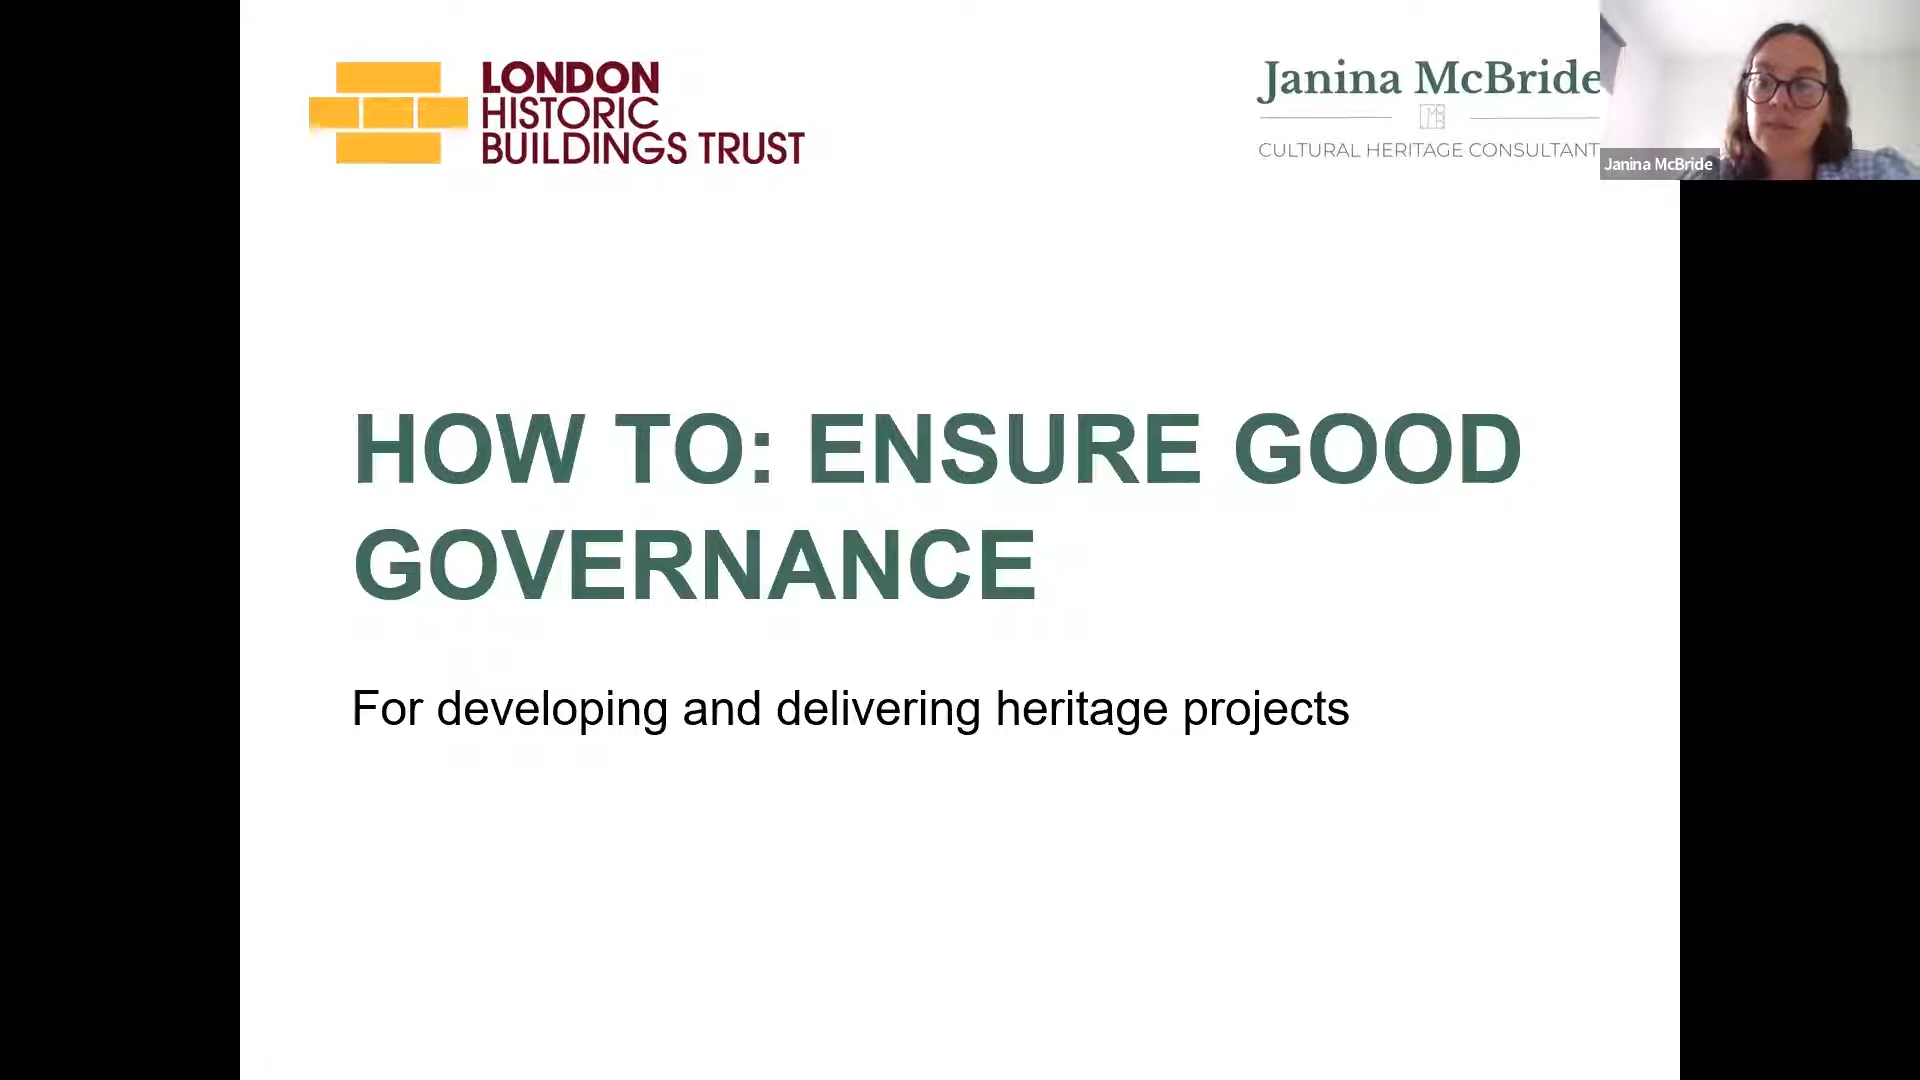 LONDON
HISTORIC
BUILDINGS TRUST
Janina McBride
CULTURAL HERITAGE CONSULTANT
Janina McBride
HOW TO: ENSURE GOOD
GOVERNANCE
For developing and delivering heritage projects